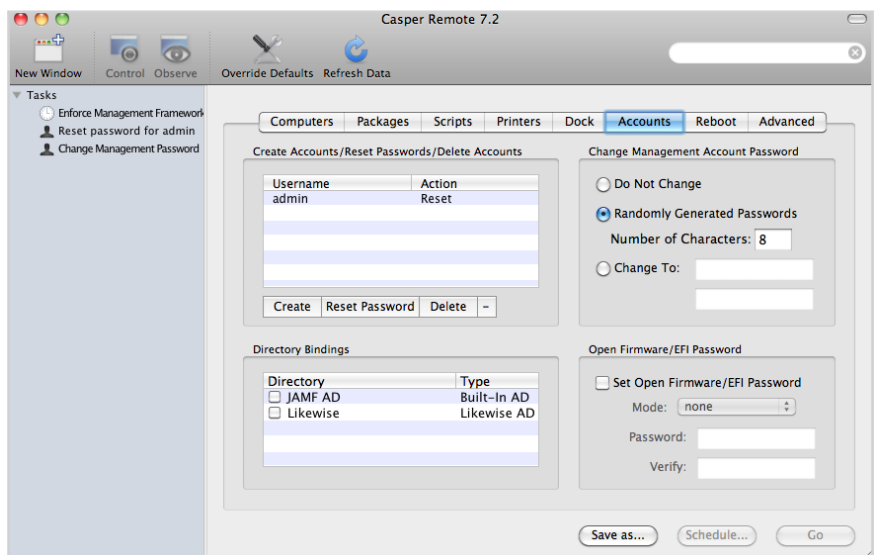 Casper Remote 7.2
New Window Control Observe Override Defaults Refresh Data
Tasks
Enforce Management Framework
Reset password for admin
Change Management Password
Computers Packages Scripts Printers Dock Accounts Reboot Advanced
Create Accounts/Reset Passwords/Delete Accounts
Username Action
admin Reset
Create Reset Password Delete –
Change Management Account Password
Do Not Change
Randomly Generated Passwords
Number of Characters: 8
Change To:
Directory Bindings
Directory Type
JAMF AD Built-In AD
Likewise Likewise AD
Open Firmware/EFI Password
Set Open Firmware/EFI Password
Mode: none
Password:
Verify:
Save as... Schedule... Go